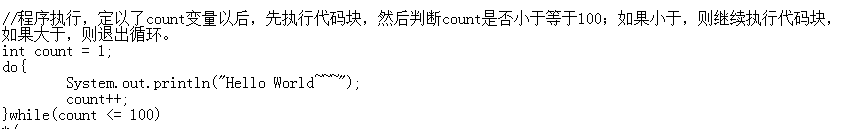 //程序执行，定以了count变量以后，先执行代码块，然后判断count是否小于等于100；如果小于，则继续执行代码块，
如果大于，则退出循环。
int count = 1;
do{
        System.out.println("Hello World~~~~");
        count++;
}while(count <= 100)
*/